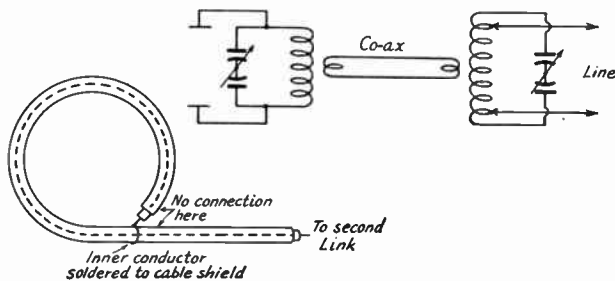 Co-ax
Line
No connection
here
To second
Link
Inner conductor
soldered to cable shield